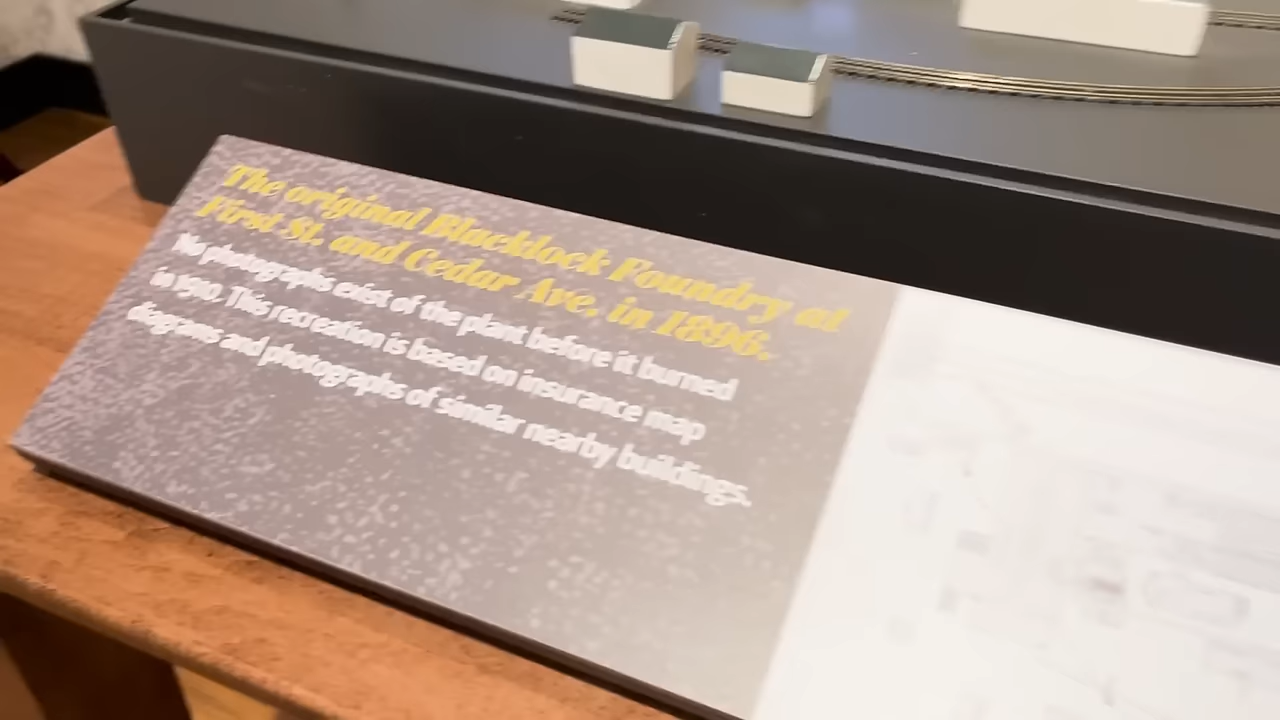 The original Blacklock Foundry at
First St. and Cedar Ave, in 1896.
No photographs exist of the plant before it burned
in 1910. This recreation is based on insurance map
diagrams and photographs of similar nearby buildings.